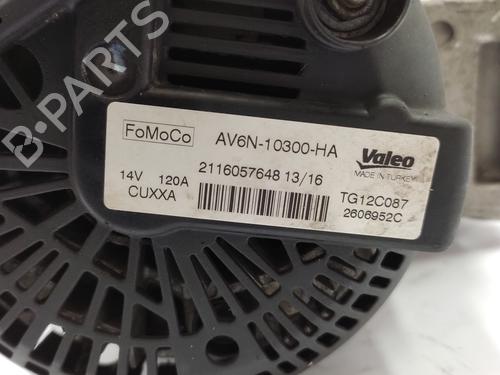 B-PARTS
FoMoCo
AV6N-10300-HA
Valeo
MADE IN TURKEY
2116057648 13/16
14V 120A
CUXXA
TG12C087
2606952C